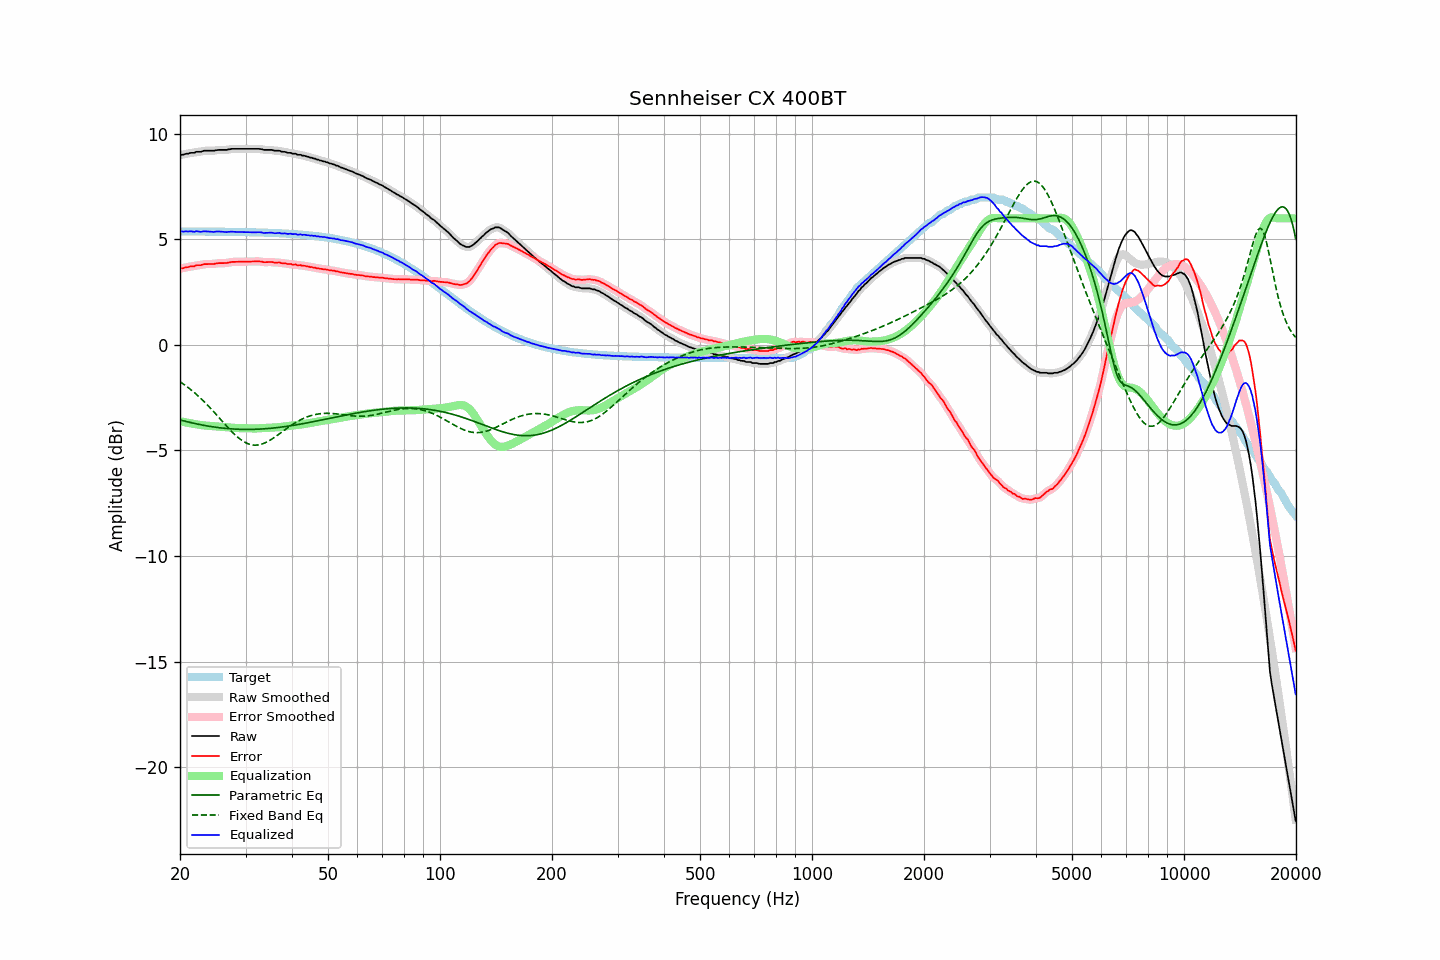 Sennheiser CX 400BT
10
5
0
−5
−10
−15
−20
Amplitude (dBr)
Target
Raw Smoothed
Error Smoothed
Raw
Error
Equalization
Parametric Eq
Fixed Band Eq
Equalized
20 50 100 200 500 1000 2000 5000 10000 20000
Frequency (Hz)